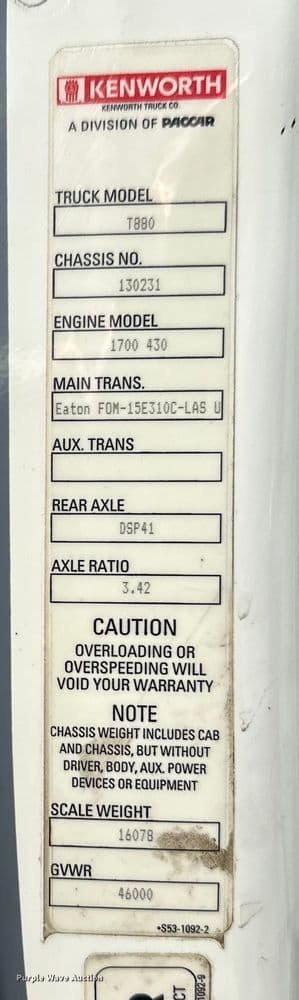 KENWORTH
KENWORTH TRUCK CO.
A DIVISION OF PACCAR
TRUCK MODEL
T880
CHASSIS NO.
130231
ENGINE MODEL
1700 430
MAIN TRANS.
Eaton FOM-15E310C-LAS U
AUX. TRANS
REAR AXLE
DSP41
AXLE RATIO
3.42
CAUTION
OVERLOADING OR
OVERSPEEDING WILL
VOID YOUR WARRANTY
NOTE
CHASSIS WEIGHT INCLUDES CAB
AND CHASSIS, BUT WITHOUT
DRIVER, BODY, AUX. POWER
DEVICES OR EQUIPMENT
SCALE WEIGHT
16078
GVWR
46000
•S53-1092-2
Purple Wave Auction